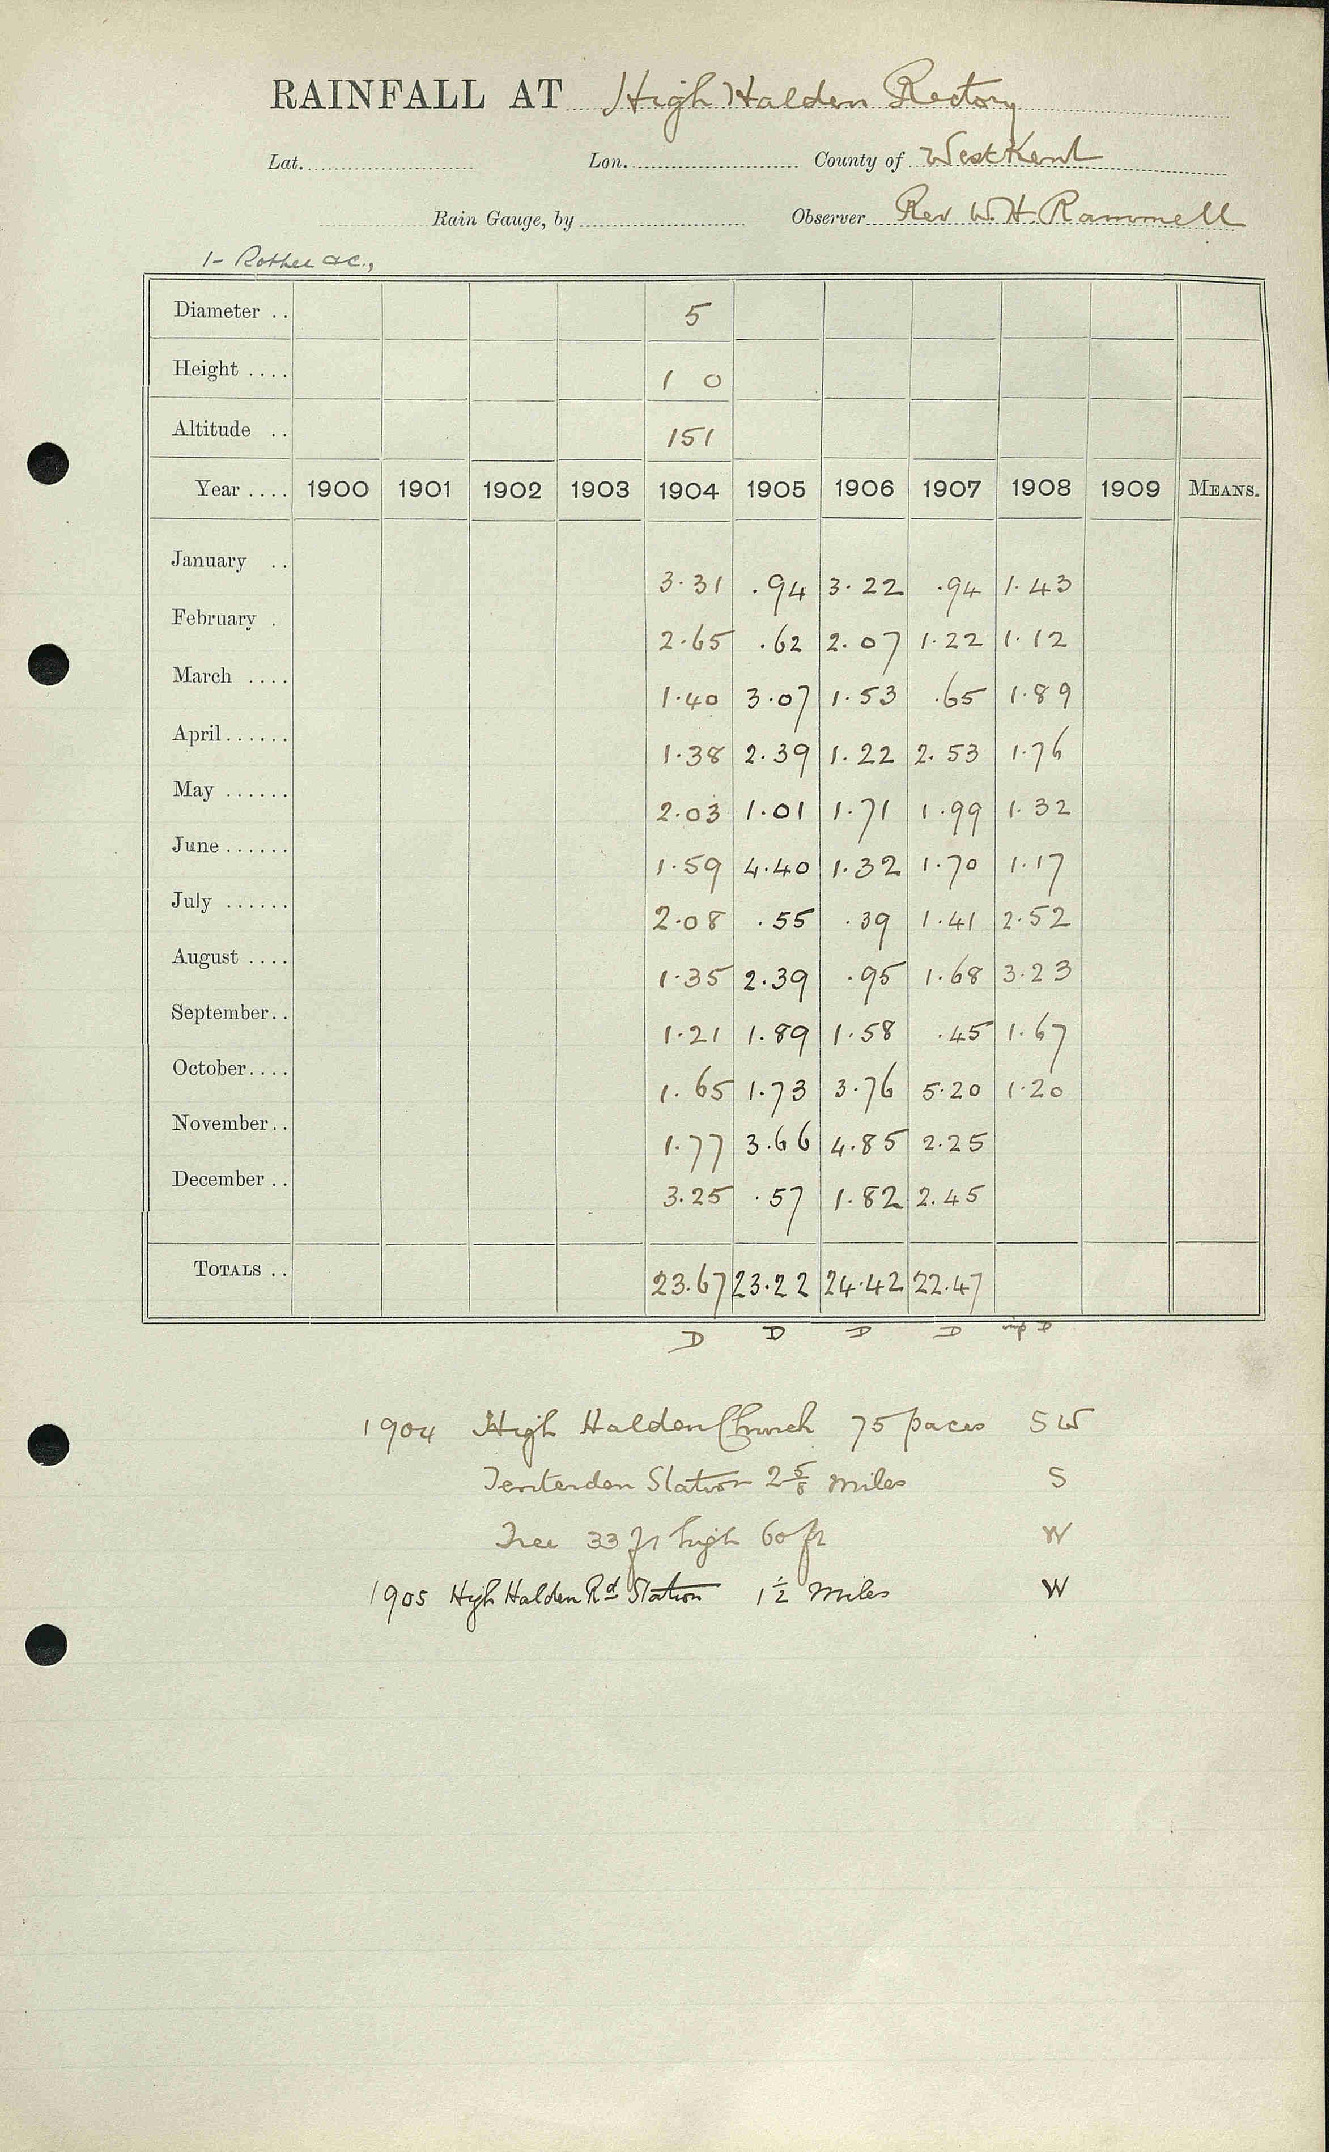 RAINFALL AT High Halden Rectory
Lat. Lon. County of West Kent
Rain Gauge, by Observer Rev W. H. Rammell
1- Rother &c.,
Diameter .. 5
Height .... 1 0
Altitude .. 151
Year .... 1900 1901 1902 1903 1904 1905 1906 1907 1908 1909 MEANS.
January .. 3.31 .94 3.22 .94 1.43
February . 2.65 .62 2.07 1.22 1.12
March .... 1.40 3.07 1.53 .65 1.89
April ...... 1.38 2.39 1.22 2.53 1.76
May ...... 2.03 1.01 1.71 1.99 1.32
June ...... 1.59 4.40 1.32 1.70 1.17
July ...... 2.08 .55 .39 1.41 2.52
August .... 1.35 2.39 .95 1.68 3.23
September.. 1.21 1.89 1.58 .45 1.67
October.... 1.65 1.73 3.76 5.20 1.20
November.. 1.77 3.66 4.85 2.25
December .. 3.25 .57 1.82 2.45
TOTALS .. 23.67 23.22 24.42 22.47
D D D D imp D
1904 High Halden Church 75 paces SW
Tenterden Station 2 5/8 miles S
Tree 33 ft high 60 ft W
1905 High Halden Rd Station 1 1/2 miles W